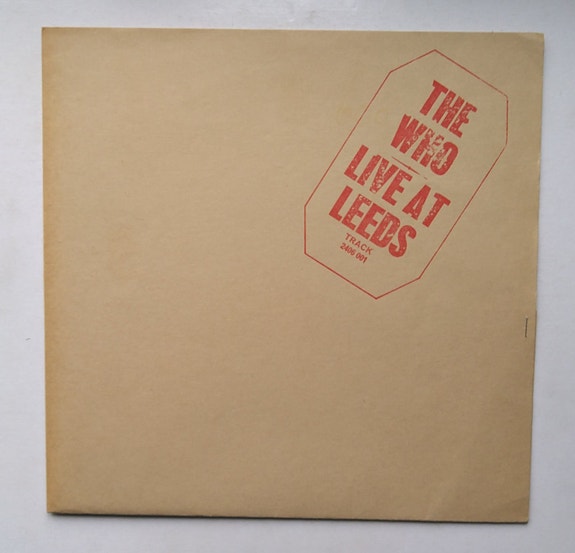 THE
WHO
LIVE AT
LEEDS
TRACK
2406 001